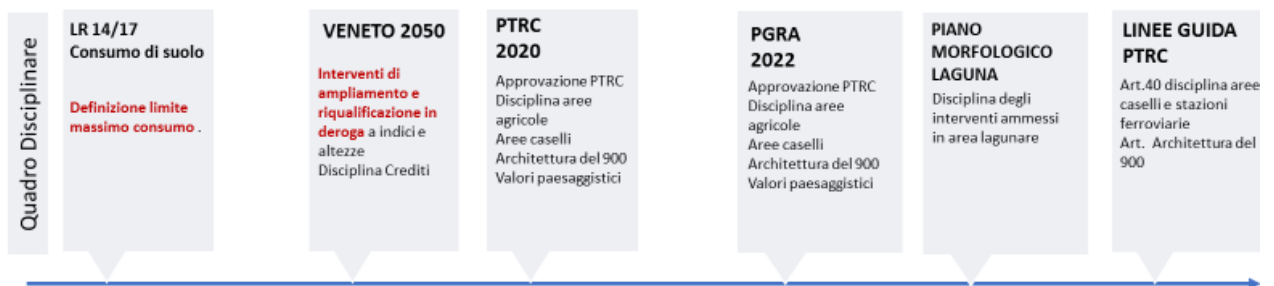 Quadro Disciplinare
LR 14/17
Consumo di suolo
Definizione limite
massimo consumo .
VENETO 2050
Interventi di
ampliamento e
riqualificazione in
deroga a indici e
altezze
Disciplina Crediti
PTRC
2020
Approvazione PTRC
Disciplina aree
agricole
Aree caselli
Architettura del 900
Valori paesaggistici
PGRA
2022
Approvazione PTRC
Disciplina aree
agricole
Aree caselli
Architettura del 900
Valori paesaggistici
PIANO
MORFOLOGICO
LAGUNA
Disciplina degli
interventi ammessi
in area lagunare
LINEE GUIDA
PTRC
Art.40 disciplina aree
caselli e stazioni
ferroviarie
Art. Architettura del
900